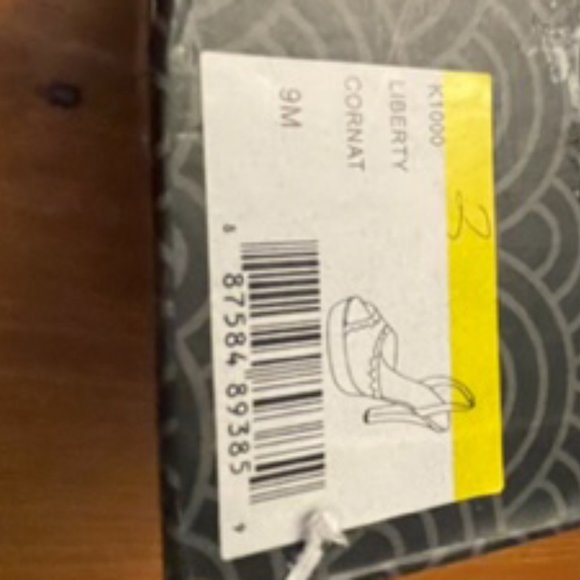 K1000
LIBERTY
CORNAT
9M
2
8 87584 89385 9